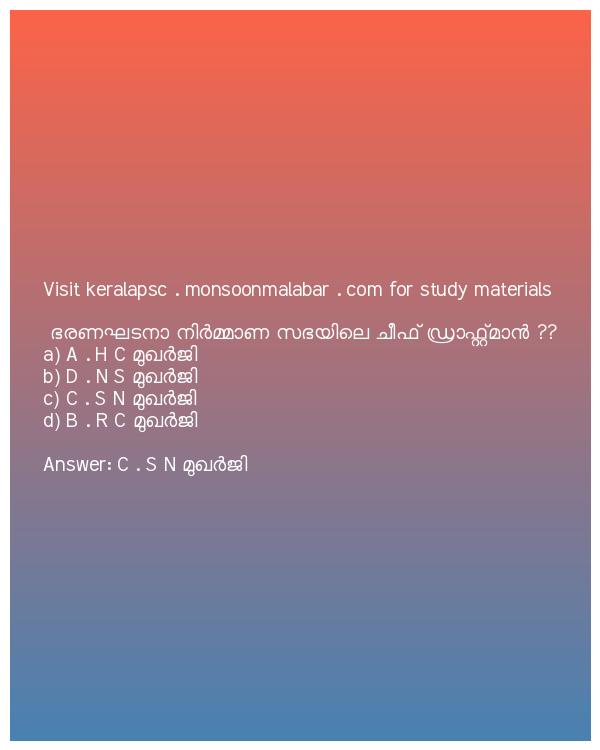 Visit keralapsc . monsoonmalabar . com for study materials
ഭരണഘടനാ നിർമ്മാണ സഭയിലെ ചീഫ് ഡ്രാഫ്റ്റ്മാൻ ??
a) A . H C മുഖർജി
b) D . N S മുഖർജി
c) C . S N മുഖർജി
d) B . R C മുഖർജി
Answer: C . S N മുഖർജി